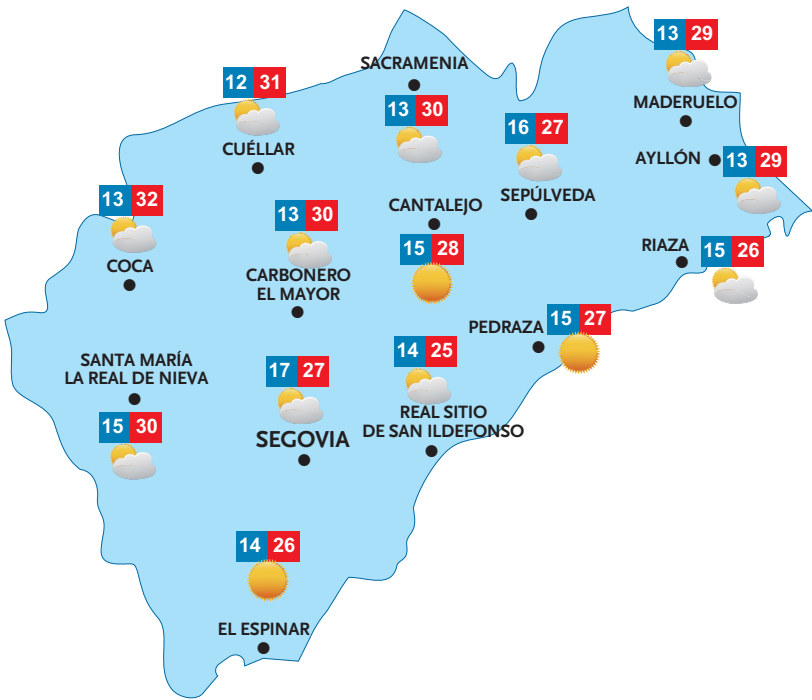 13 29
MADERUELO
SACRAMENIA
13 30
12 31
CUÉLLAR
16 27
SEPÚLVEDA
AYLLÓN
13 29
13 32
COCA
13 30
CARBONERO
EL MAYOR
CANTALEJO
15 28
RIAZA
15 26
PEDRAZA
15 27
SANTA MARÍA
LA REAL DE NIEVA
15 30
17 27
SEGOVIA
14 25
REAL SITIO
DE SAN ILDEFONSO
14 26
EL ESPINAR